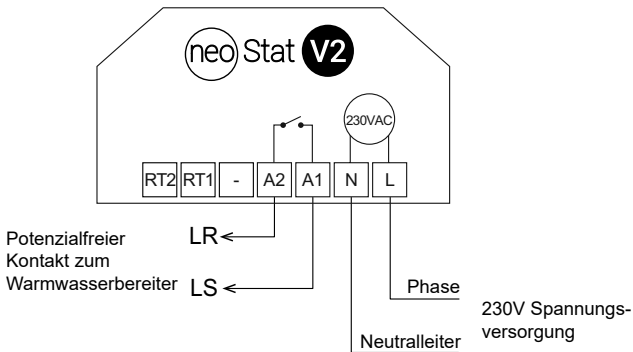 neo Stat V2
230VAC
RT2 RT1 - A2 A1 N L
Potenzialfreier
Kontakt zum
Warmwasserbereiter
LR
LS
Phase
Neutralleiter
230V Spannungs-
versorgung